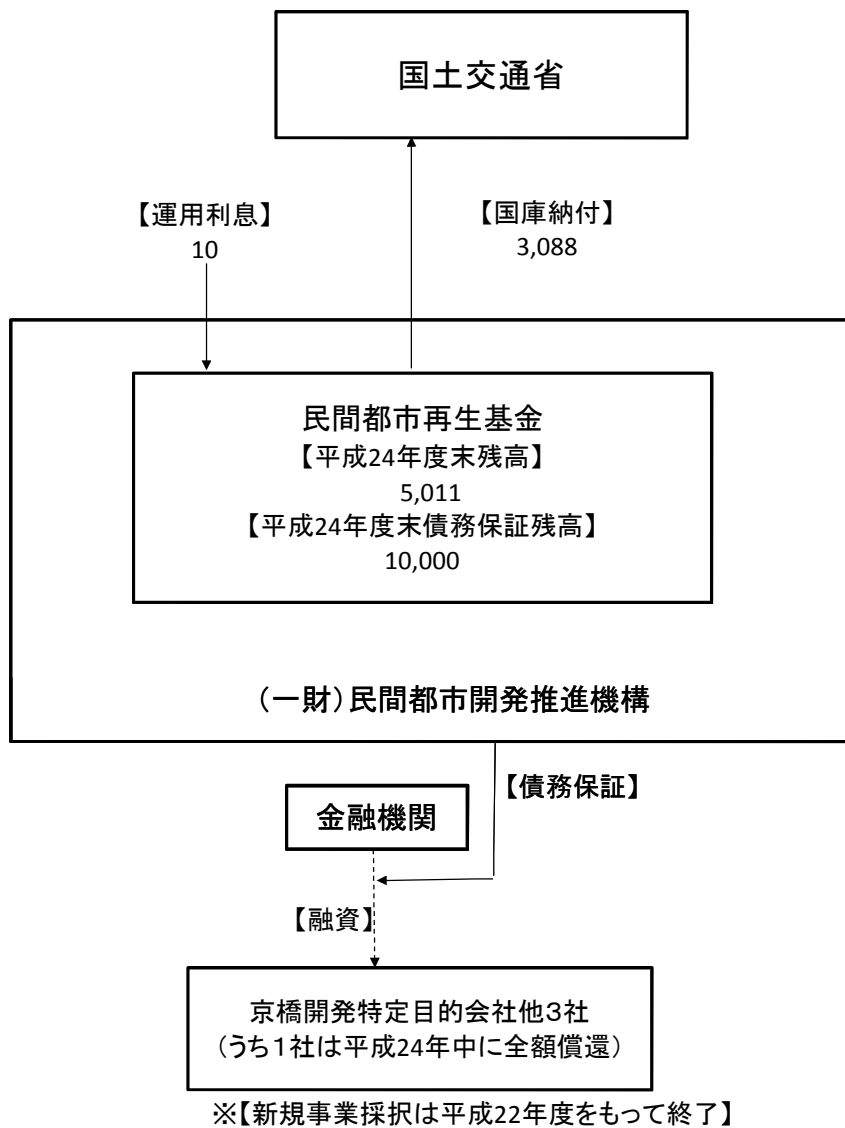 国土交通省
【運用利息】
10
【国庫納付】
3,088
民間都市再生基金
【平成24年度末残高】
5,011
【平成24年度末債務保証残高】
10,000
（一財）民間都市開発推進機構
【債務保証】
金融機関
【融資】
京橋開発特定目的会社他３社
（うち１社は平成24年中に全額償還）
※【新規事業採択は平成22年度をもって終了】